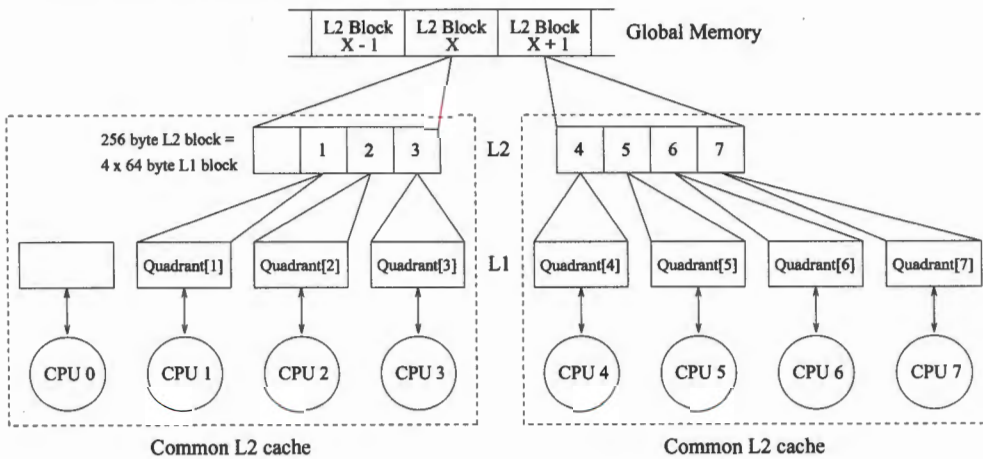 L2 Block
X - 1
L2 Block
X
L2 Block
X + 1
Global Memory
256 byte L2 block =
4 x 64 byte L1 block
1
2
3
L2
4
5
6
7
Quadrant[1]
Quadrant[2]
Quadrant[3]
L1
Quadrant[4]
Quadrant[5]
Quadrant[6]
Quadrant[7]
CPU 0
CPU 1
CPU 2
CPU 3
CPU 4
CPU 5
CPU 6
CPU 7
Common L2 cache
Common L2 cache